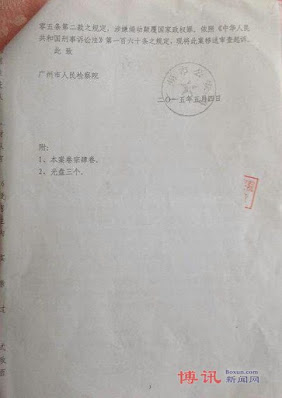 零五条第二款之规定，涉嫌煽动颠覆国家政权罪。依照《中华人民
共和国刑事诉讼法》第一百六十条之规定，现将此案移送审查起诉。
此 致
广州市人民检察院
二〇一五年五月四日
附：
1、本案卷宗肆卷.
2、光盘三个.
博讯 boxun.com
新闻网